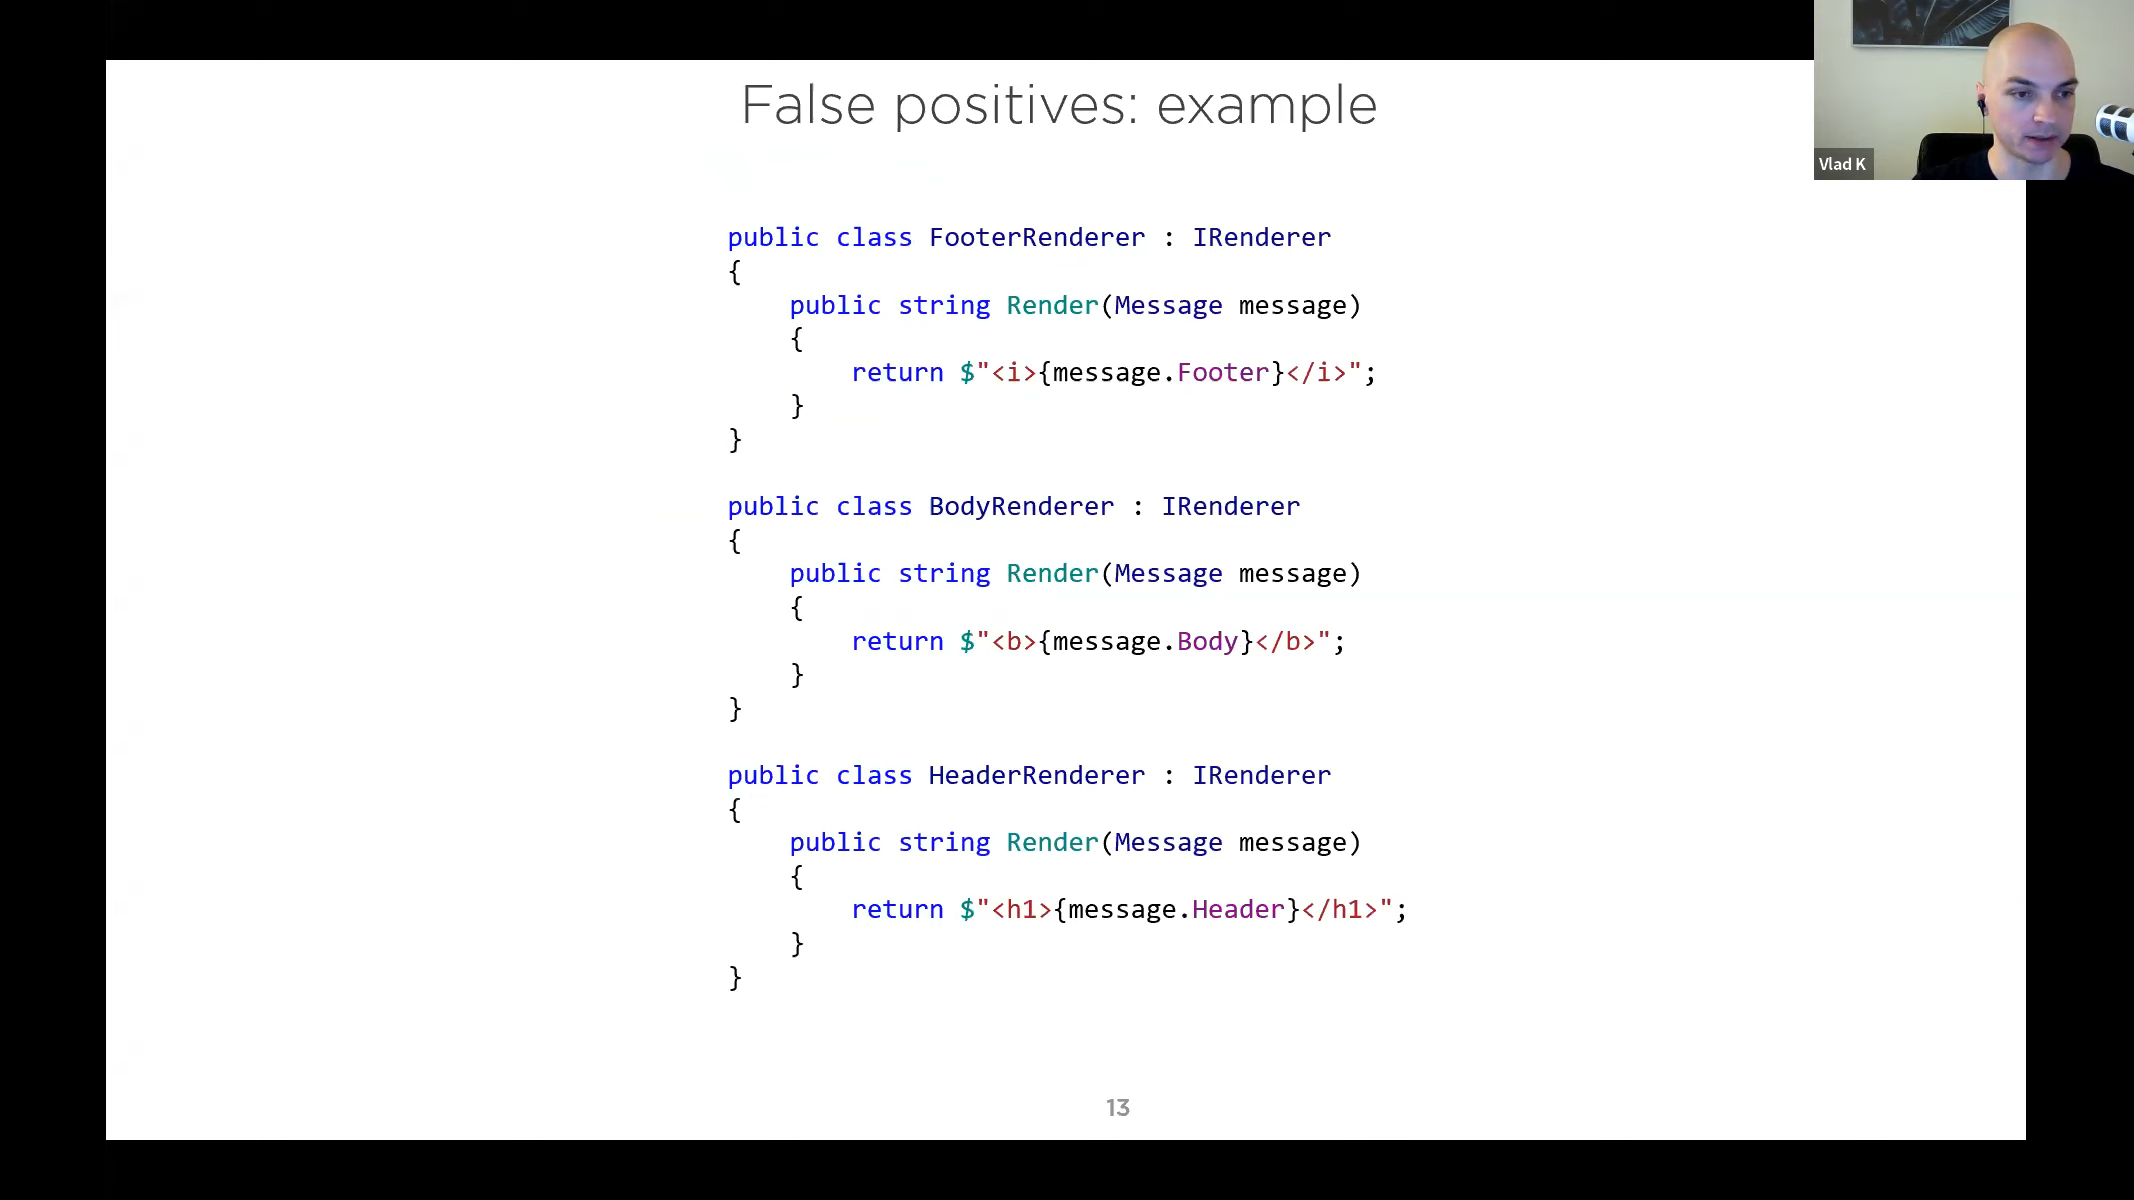 False positives: example
Vlad K
public class FooterRenderer : IRenderer
{
    public string Render(Message message)
    {
        return $"<i>{message.Footer}</i>";
    }
}
public class BodyRenderer : IRenderer
{
    public string Render(Message message)
    {
        return $"<b>{message.Body}</b>";
    }
}
public class HeaderRenderer : IRenderer
{
    public string Render(Message message)
    {
        return $"<h1>{message.Header}</h1>";
    }
}
13